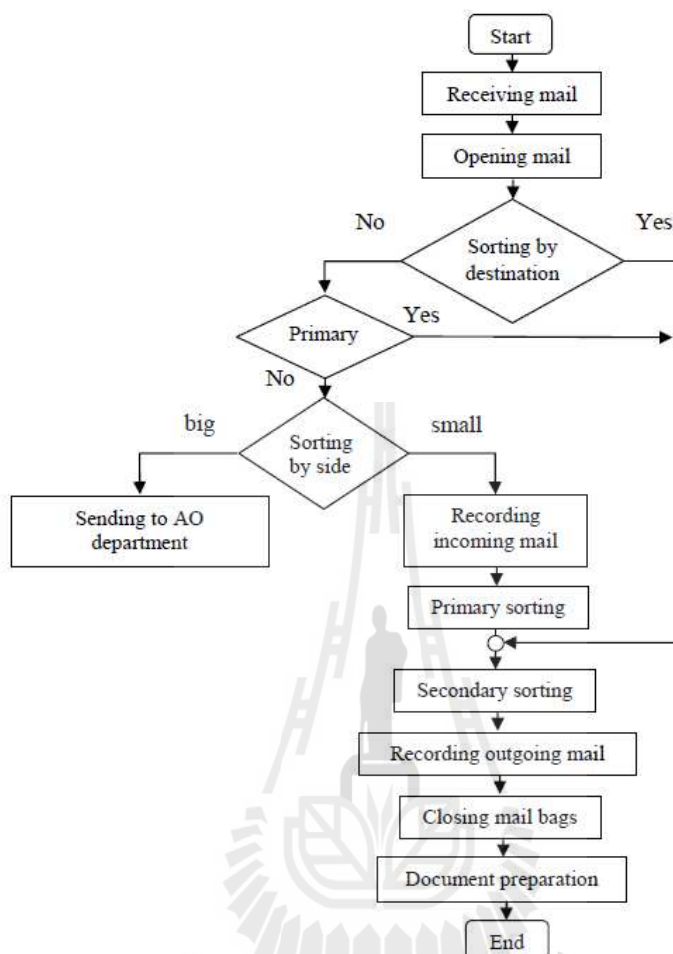 Start
Receiving mail
Opening mail
No
Yes
Sorting by
destination
Primary
Yes
No
big
Sorting
by side
small
Sending to AO
department
Recording
incoming mail
Primary sorting
Secondary sorting
Recording outgoing mail
Closing mail bags
Document preparation
End